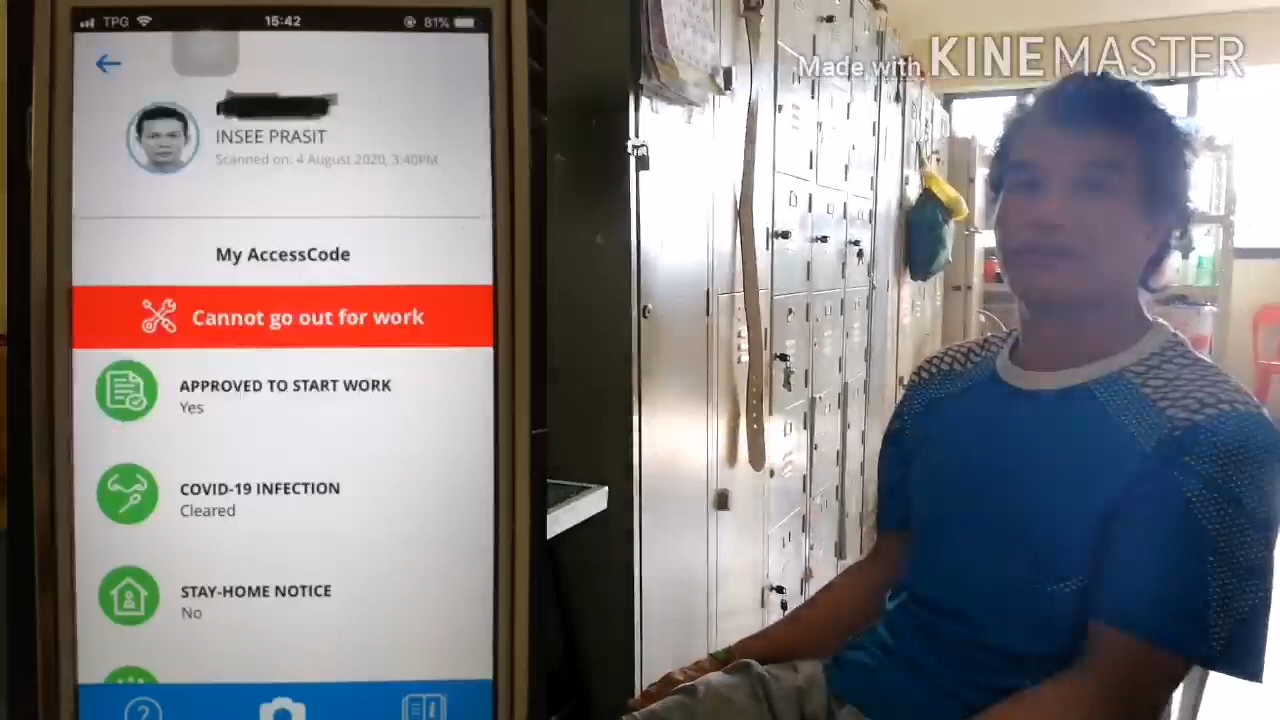 TPG 15:42 81%
INSEE PRASIT
Scanned on: 4 August 2020, 3:40PM
My AccessCode
Cannot go out for work
APPROVED TO START WORK
Yes
COVID-19 INFECTION
Cleared
STAY-HOME NOTICE
No
Made with KINEMASTER